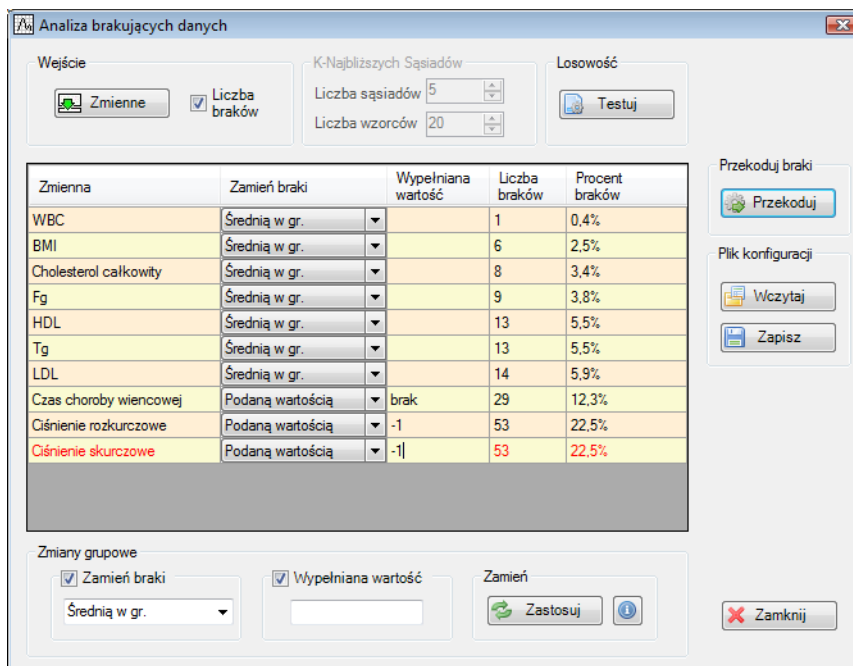 Analiza brakujących danych
Wejście
Zmienne
Liczba
braków
K-Najbliższych Sąsiadów
Liczba sąsiadów 5
Liczba wzorców 20
Losowość
Testuj
Zmienna Zamień braki Wypełniana wartość Liczba braków Procent braków
WBC Średnią w gr. 1 0,4%
BMI Średnią w gr. 6 2,5%
Cholesterol całkowity Średnią w gr. 8 3,4%
Fg Średnią w gr. 9 3,8%
HDL Średnią w gr. 13 5,5%
Tg Średnią w gr. 13 5,5%
LDL Średnią w gr. 14 5,9%
Czas choroby wiencowej Podaną wartością brak 29 12,3%
Ciśnienie rozkurczowe Podaną wartością -1 53 22,5%
Ciśnienie skurczowe Podaną wartością -1 53 22,5%
Przekoduj braki
Przekoduj
Plik konfiguracji
Wczytaj
Zapisz
Zmiany grupowe
Zamień braki
Średnią w gr.
Wypełniana wartość
Zamień
Zastosuj
Zamknij